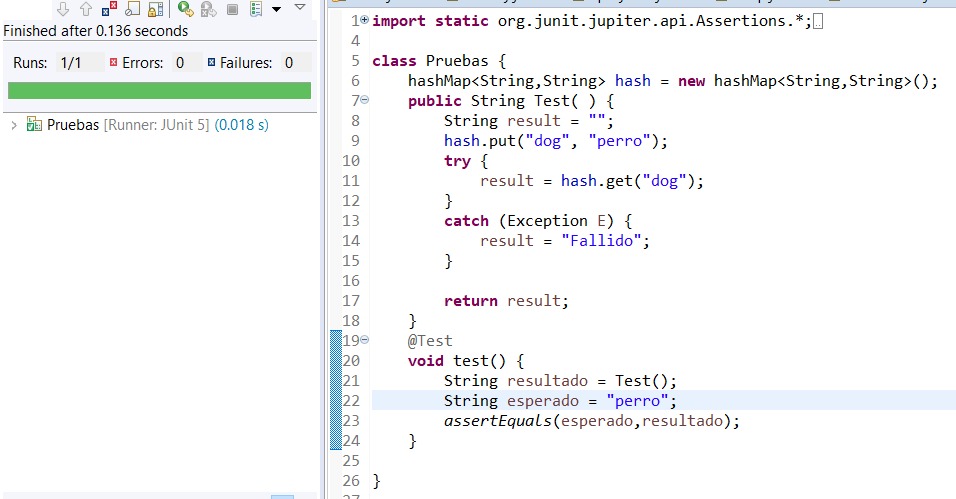 Finished after 0.136 seconds
Runs: 1/1 Errors: 0 Failures: 0
Pruebas [Runner: JUnit 5] (0.018 s)
1 import static org.junit.jupiter.api.Assertions.*;
4
5 class Pruebas {
6 hashMap<String,String> hash = new hashMap<String,String>();
7 public String Test( ) {
8 String result = "";
9 hash.put("dog", "perro");
10 try {
11 result = hash.get("dog");
12 }
13 catch (Exception E) {
14 result = "Fallido";
15 }
16
17 return result;
18 }
19 @Test
20 void test() {
21 String resultado = Test();
22 String esperado = "perro";
23 assertEquals(esperado,resultado);
24 }
25
26 }
27